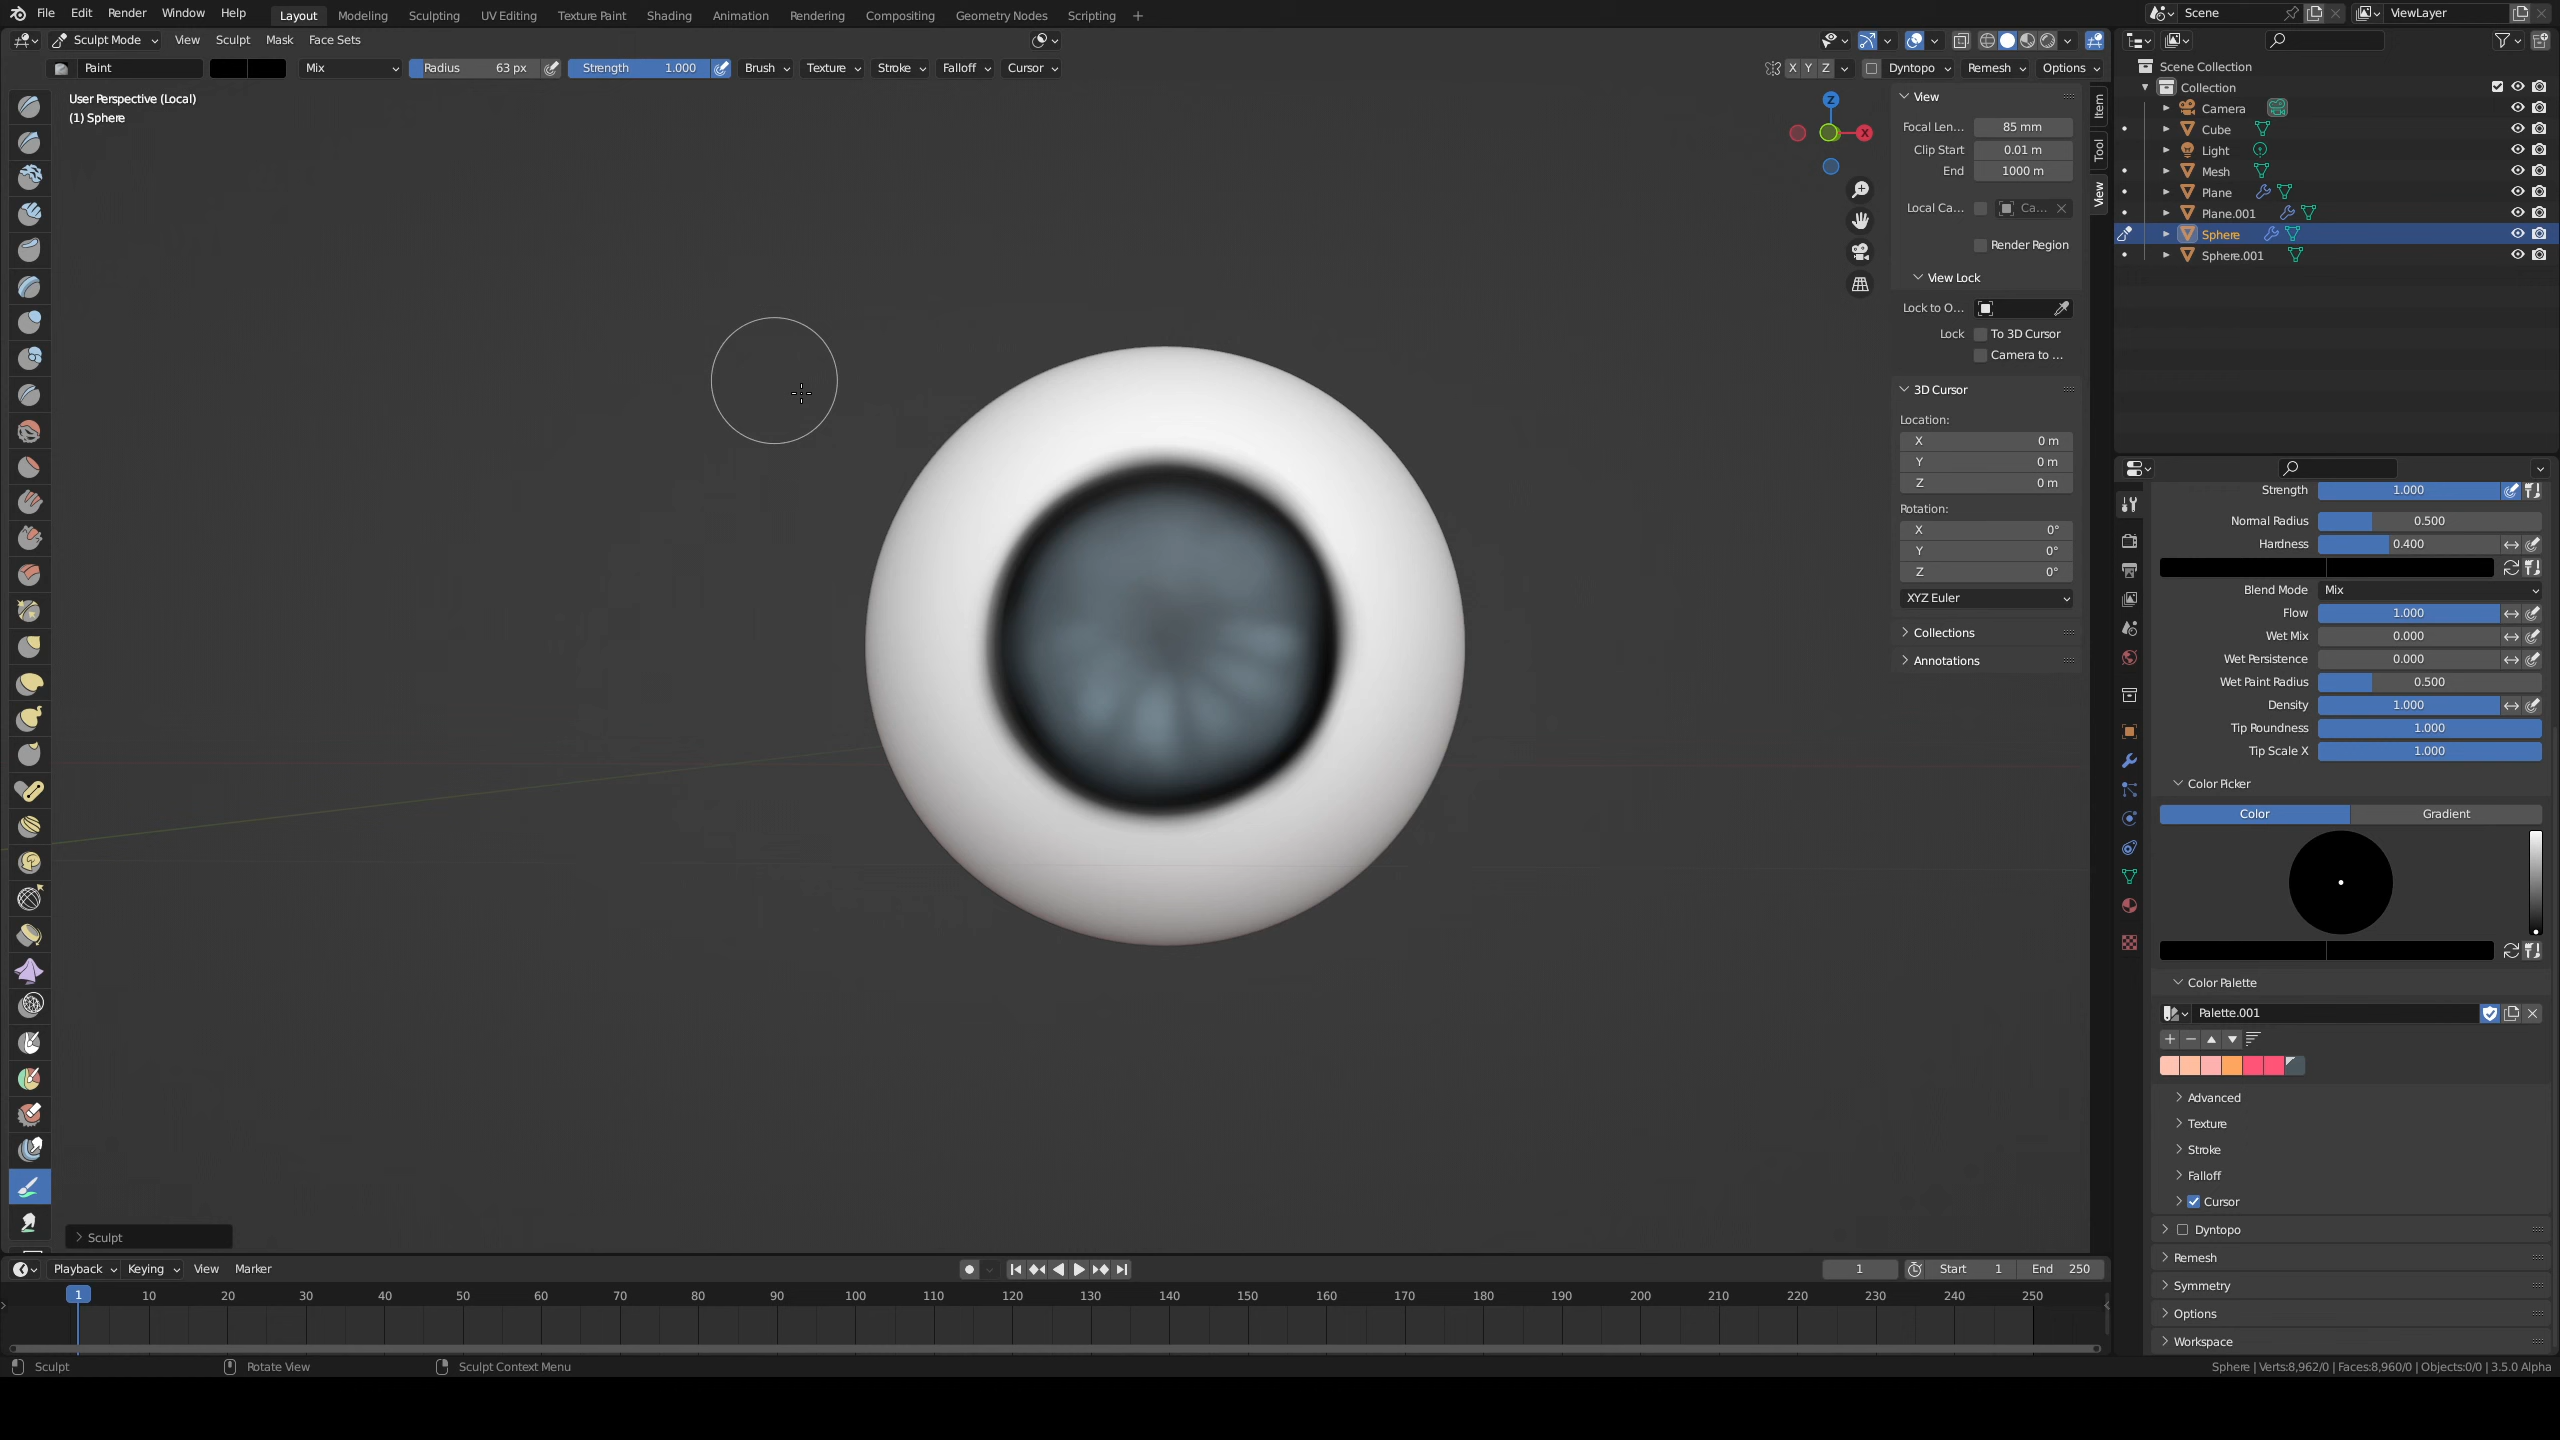 File Edit Render Window Help Layout Modeling Sculpting UV Editing Texture Paint Shading Animation Rendering Compositing Geometry Nodes Scripting + Scene ViewLayer
Sculpt Mode View Sculpt Mask Face Sets
Paint Mix Radius 63 px Strength 1.000 Brush Texture Stroke Falloff Cursor X Y Z Dyntopo Remesh Options
User Perspective (Local)
(1) Sphere
Z
X
View
Focal Len... 85 mm
Clip Start 0.01 m
End 1000 m
Local Ca... Ca...
Render Region
View Lock
Lock to O...
Lock To 3D Cursor
Camera to ...
3D Cursor
Location:
X 0 m
Y 0 m
Z 0 m
Rotation:
X 0°
Y 0°
Z 0°
XYZ Euler
Collections
Annotations
Item
Tool
View
Scene Collection
Collection
Camera
Cube
Light
Mesh
Plane
Plane.001
Sphere
Sphere.001
Strength 1.000
Normal Radius 0.500
Hardness 0.400
Blend Mode Mix
Flow 1.000
Wet Mix 0.000
Wet Persistence 0.000
Wet Paint Radius 0.500
Density 1.000
Tip Roundness 1.000
Tip Scale X 1.000
Color Picker
Color Gradient
Color Palette
Palette.001
Advanced
Texture
Stroke
Falloff
Cursor
Dyntopo
Remesh
Symmetry
Options
Workspace
Sculpt
Playback Keying View Marker 1 Start 1 End 250
1 10 20 30 40 50 60 70 80 90 100 110 120 130 140 150 160 170 180 190 200 210 220 230 240 250
Sculpt Rotate View Sculpt Context Menu Sphere | Verts:8,962/0 | Faces:8,960/0 | Objects:0/0 | 3.5.0 Alpha